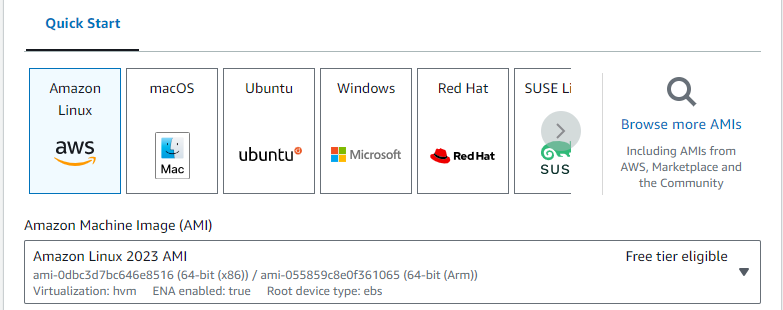 Quick Start
Amazon Linux
aws
macOS
Mac
Ubuntu
ubuntu
Windows
Microsoft
Red Hat
Red Hat
SUSE Li
SUS
Browse more AMIs
Including AMIs from
AWS, Marketplace and
the Community
Amazon Machine Image (AMI)
Amazon Linux 2023 AMI
Free tier eligible
ami-0dbc3d7bc646e8516 (64-bit (x86)) / ami-055859c8e0f361065 (64-bit (Arm))
Virtualization: hvm ENA enabled: true Root device type: ebs